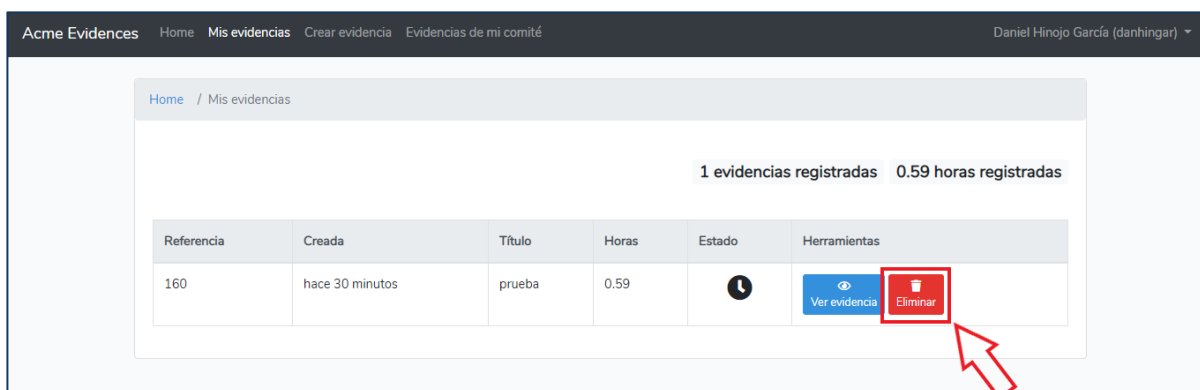 Acme Evidences Home Mis evidencias Crear evidencia Evidencias de mi comité Daniel Hinojo García (danhingar)
Home / Mis evidencias
1 evidencias registradas 0.59 horas registradas
Referencia Creada Título Horas Estado Herramientas
160 hace 30 minutos prueba 0.59 Ver evidencia Eliminar